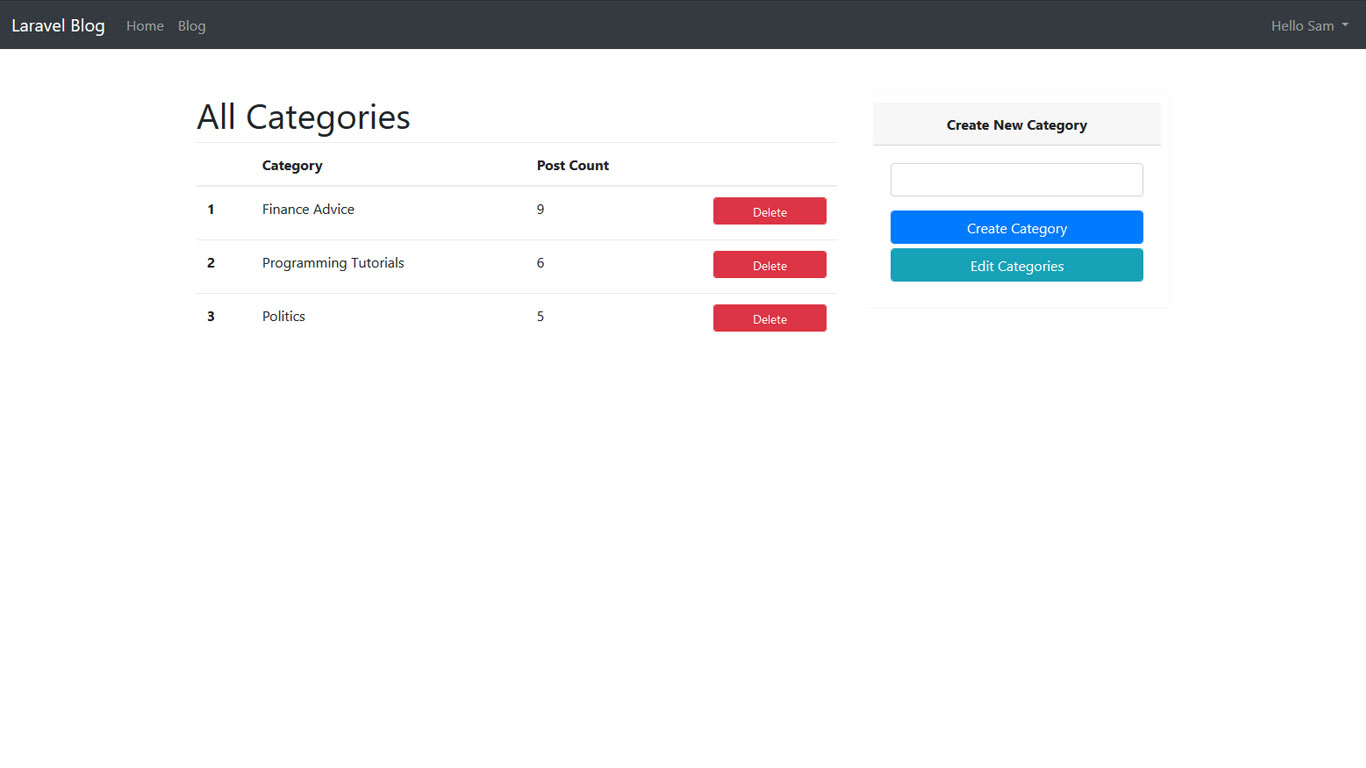 Laravel Blog Home Blog Hello Sam
All Categories
Category Post Count
1 Finance Advice 9 Delete
2 Programming Tutorials 6 Delete
3 Politics 5 Delete
Create New Category
Create Category
Edit Categories